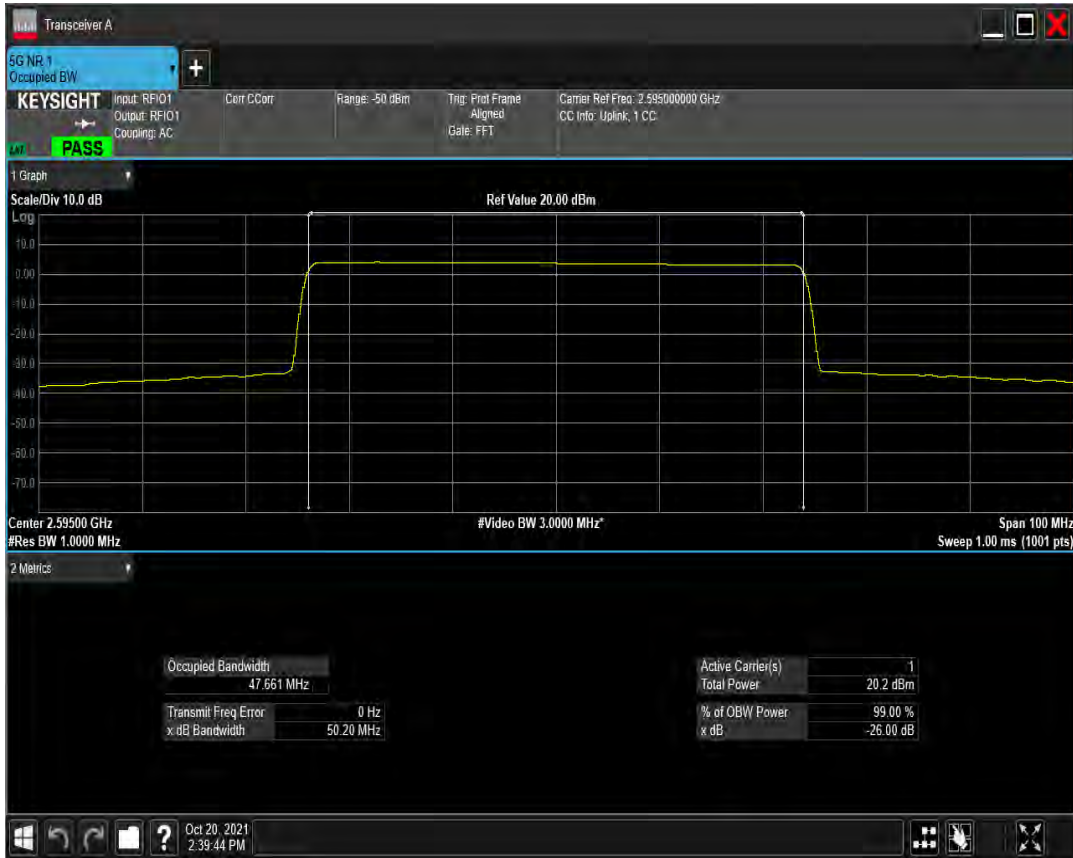 Transceiver A
5G NR 1
Occupied BW
+
KEYSIGHT Input: RFIO1 Corr CCorr Range: -50 dBm Trig: Prot Frame Carrier Ref Freq: 2.595000000 GHz
Output: RFIO1 Aligned CC Info: Uplink, 1 CC
Coupling: AC Gate: FFT
PASS
1 Graph
Scale/Div 10.0 dB Ref Value 20.00 dBm
Log
10.0
0.00
-10.0
-20.0
-30.0
-40.0
-50.0
-60.0
-70.0
Center 2.59500 GHz #Video BW 3.0000 MHz* Span 100 MHz
#Res BW 1.0000 MHz Sweep 1.00 ms (1001 pts)
2 Metrics
Occupied Bandwidth
47.661 MHz
Transmit Freq Error 0 Hz
x dB Bandwidth 50.20 MHz
Active Carrier(s) 1
Total Power 20.2 dBm
% of OBW Power 99.00 %
x dB -26.00 dB
?
Oct 20, 2021
2:39:44 PM